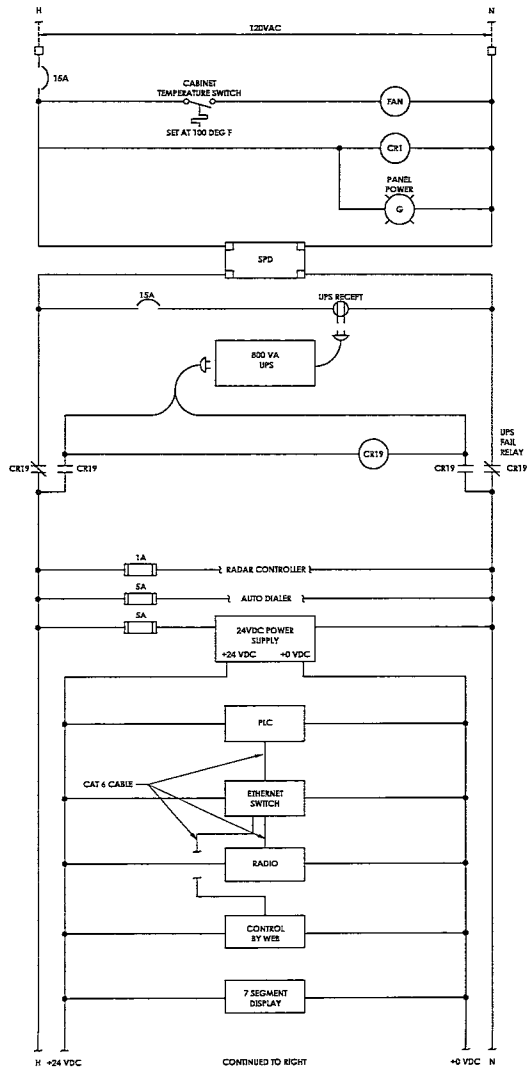 H
N
120VAC
15A
CABINET
TEMPERATURE SWITCH
FAN
SET AT 100 DEG F
CR1
PANEL
POWER
G
SPD
15A
UPS RECEPT
800 VA
UPS
CR19
UPS
FAIL
RELAY
CR19
CR19
CR19
CR19
1A
RADAR CONTROLLER
5A
AUTO DIALER
5A
24VDC POWER
SUPPLY
+24 VDC
+0 VDC
PLC
CAT 6 CABLE
ETHERNET
SWITCH
RADIO
CONTROL
BY WEB
7 SEGMENT
DISPLAY
H
+24 VDC
CONTINUED TO RIGHT
+0 VDC
N